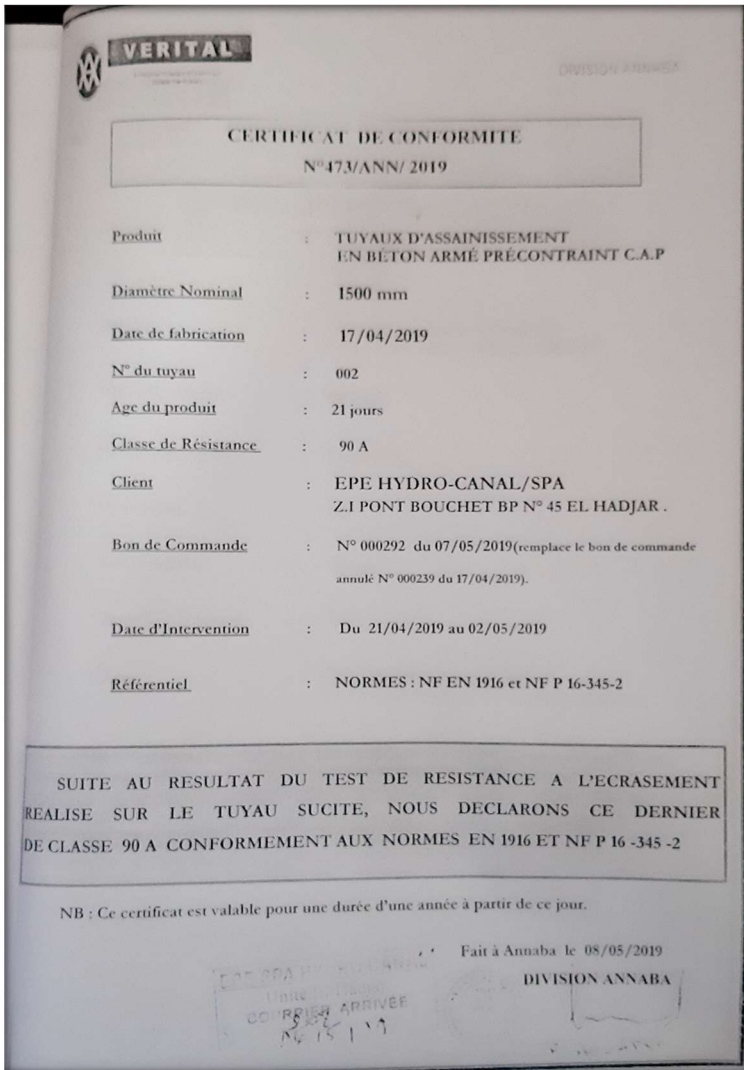 VERITAL
DIVISION ANNABA
CERTIFICAT DE CONFORMITE
N°473/ANN/ 2019
Produit : TUYAUX D'ASSAINISSEMENT
EN BÉTON ARMÉ PRÉCONTRAINT C.A.P
Diamètre Nominal : 1500 mm
Date de fabrication : 17/04/2019
N° du tuyau : 002
Age du produit : 21 jours
Classe de Résistance : 90 A
Client : EPE HYDRO-CANAL/SPA
Z.I PONT BOUCHET BP N° 45 EL HADJAR .
Bon de Commande : N° 000292 du 07/05/2019(remplace le bon de commande
annulé N° 000239 du 17/04/2019).
Date d'Intervention : Du 21/04/2019 au 02/05/2019
Référentiel : NORMES : NF EN 1916 et NF P 16-345-2
SUITE AU RESULTAT DU TEST DE RESISTANCE A L'ECRASEMENT
REALISE SUR LE TUYAU SUCITE, NOUS DECLARONS CE DERNIER
DE CLASSE 90 A CONFORMEMENT AUX NORMES EN 1916 ET NF P 16 -345 -2
NB : Ce certificat est valable pour une durée d'une année à partir de ce jour.
Fait à Annaba le 08/05/2019
DIVISION ANNABA
COURRIER ARRIVEE